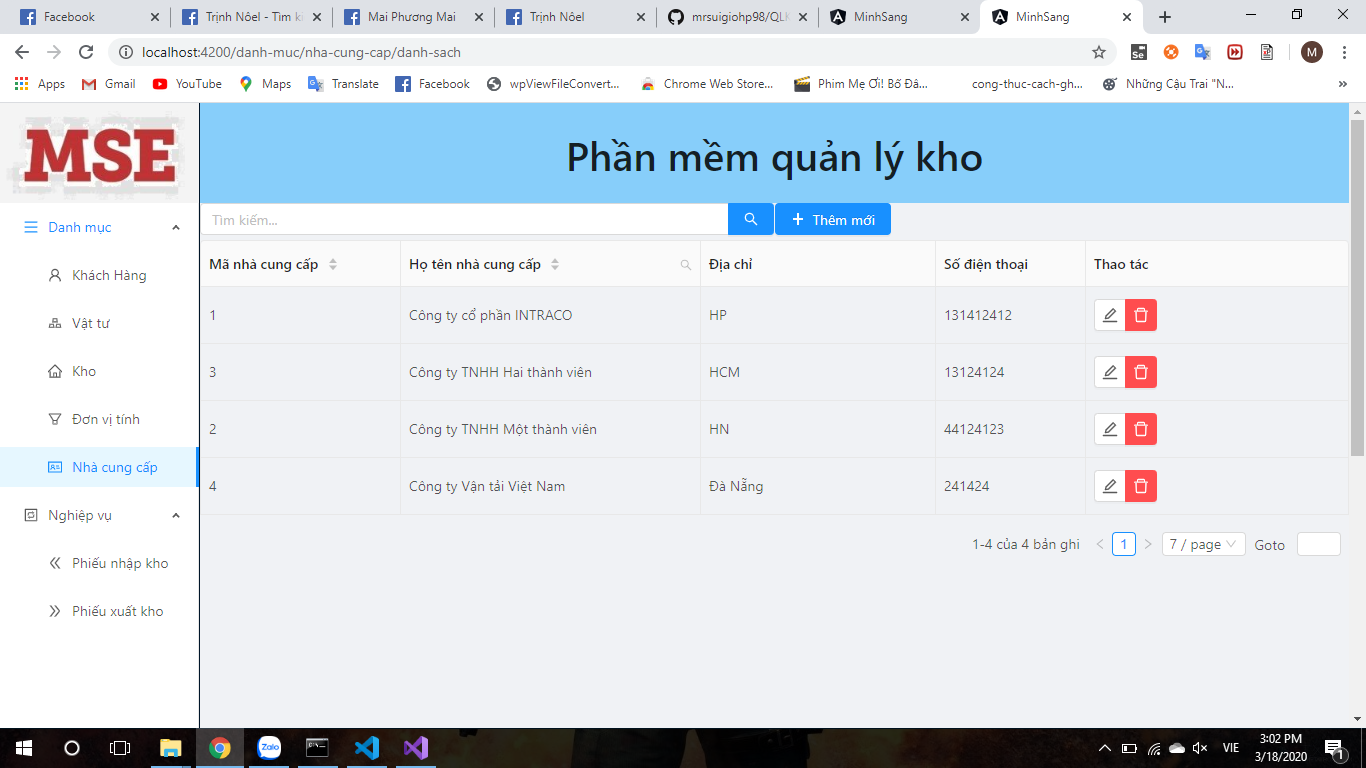 Facebook
Trịnh Nôel - Tìm ki
Mai Phương Mai
Trịnh Nôel
mrsuigiohp98/QLK
MinhSang
MinhSang
localhost:4200/danh-muc/nha-cung-cap/danh-sach
Se
M
Apps
Gmail
YouTube
Maps
Translate
Facebook
wpViewFileConvert...
Chrome Web Store...
Phim Mẹ Ơi! Bố Đâ...
cong-thuc-cach-gh...
Những Cậu Trai "N...
MSE
Phần mềm quản lý kho
Tìm kiếm...
Thêm mới
Danh mục
Khách Hàng
Vật tư
Kho
Đơn vị tính
Nhà cung cấp
Nghiệp vụ
Phiếu nhập kho
Phiếu xuất kho
Mã nhà cung cấp Họ tên nhà cung cấp Địa chỉ Số điện thoại Thao tác
1 Công ty cổ phần INTRACO HP 131412412
3 Công ty TNHH Hai thành viên HCM 13124124
2 Công ty TNHH Một thành viên HN 44124123
4 Công ty Vận tải Việt Nam Đà Nẵng 241424
1-4 của 4 bản ghi 1 7 / page Goto
Zalo
VIE
3:02 PM
3/18/2020
1